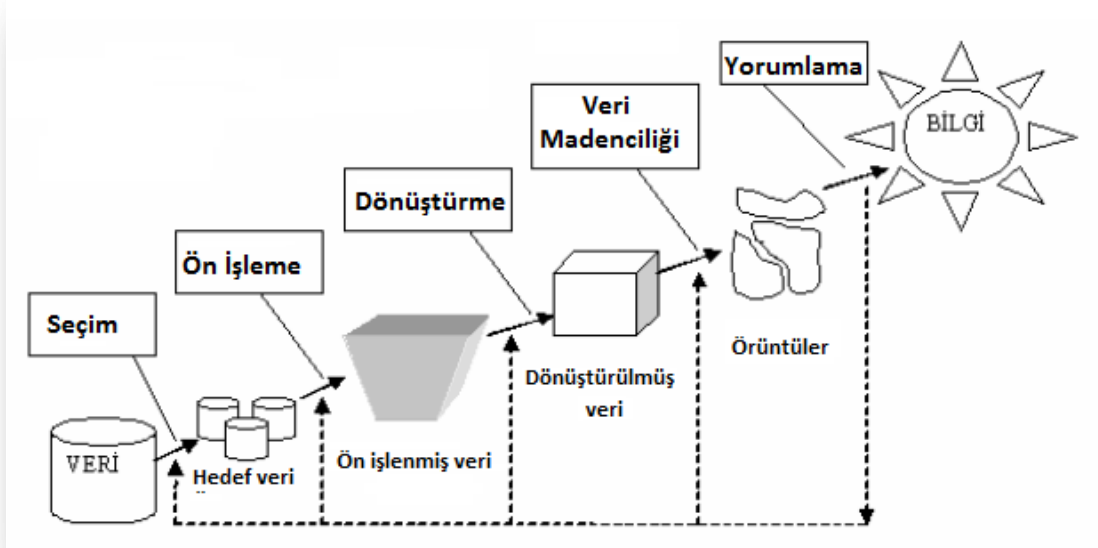 Yorumlama
BİLGİ
Veri
Madenciliği
Dönüştürme
Ön İşleme
Seçim
Örüntüler
Dönüştürülmüş
veri
Ön işlenmiş veri
VERİ
Hedef veri